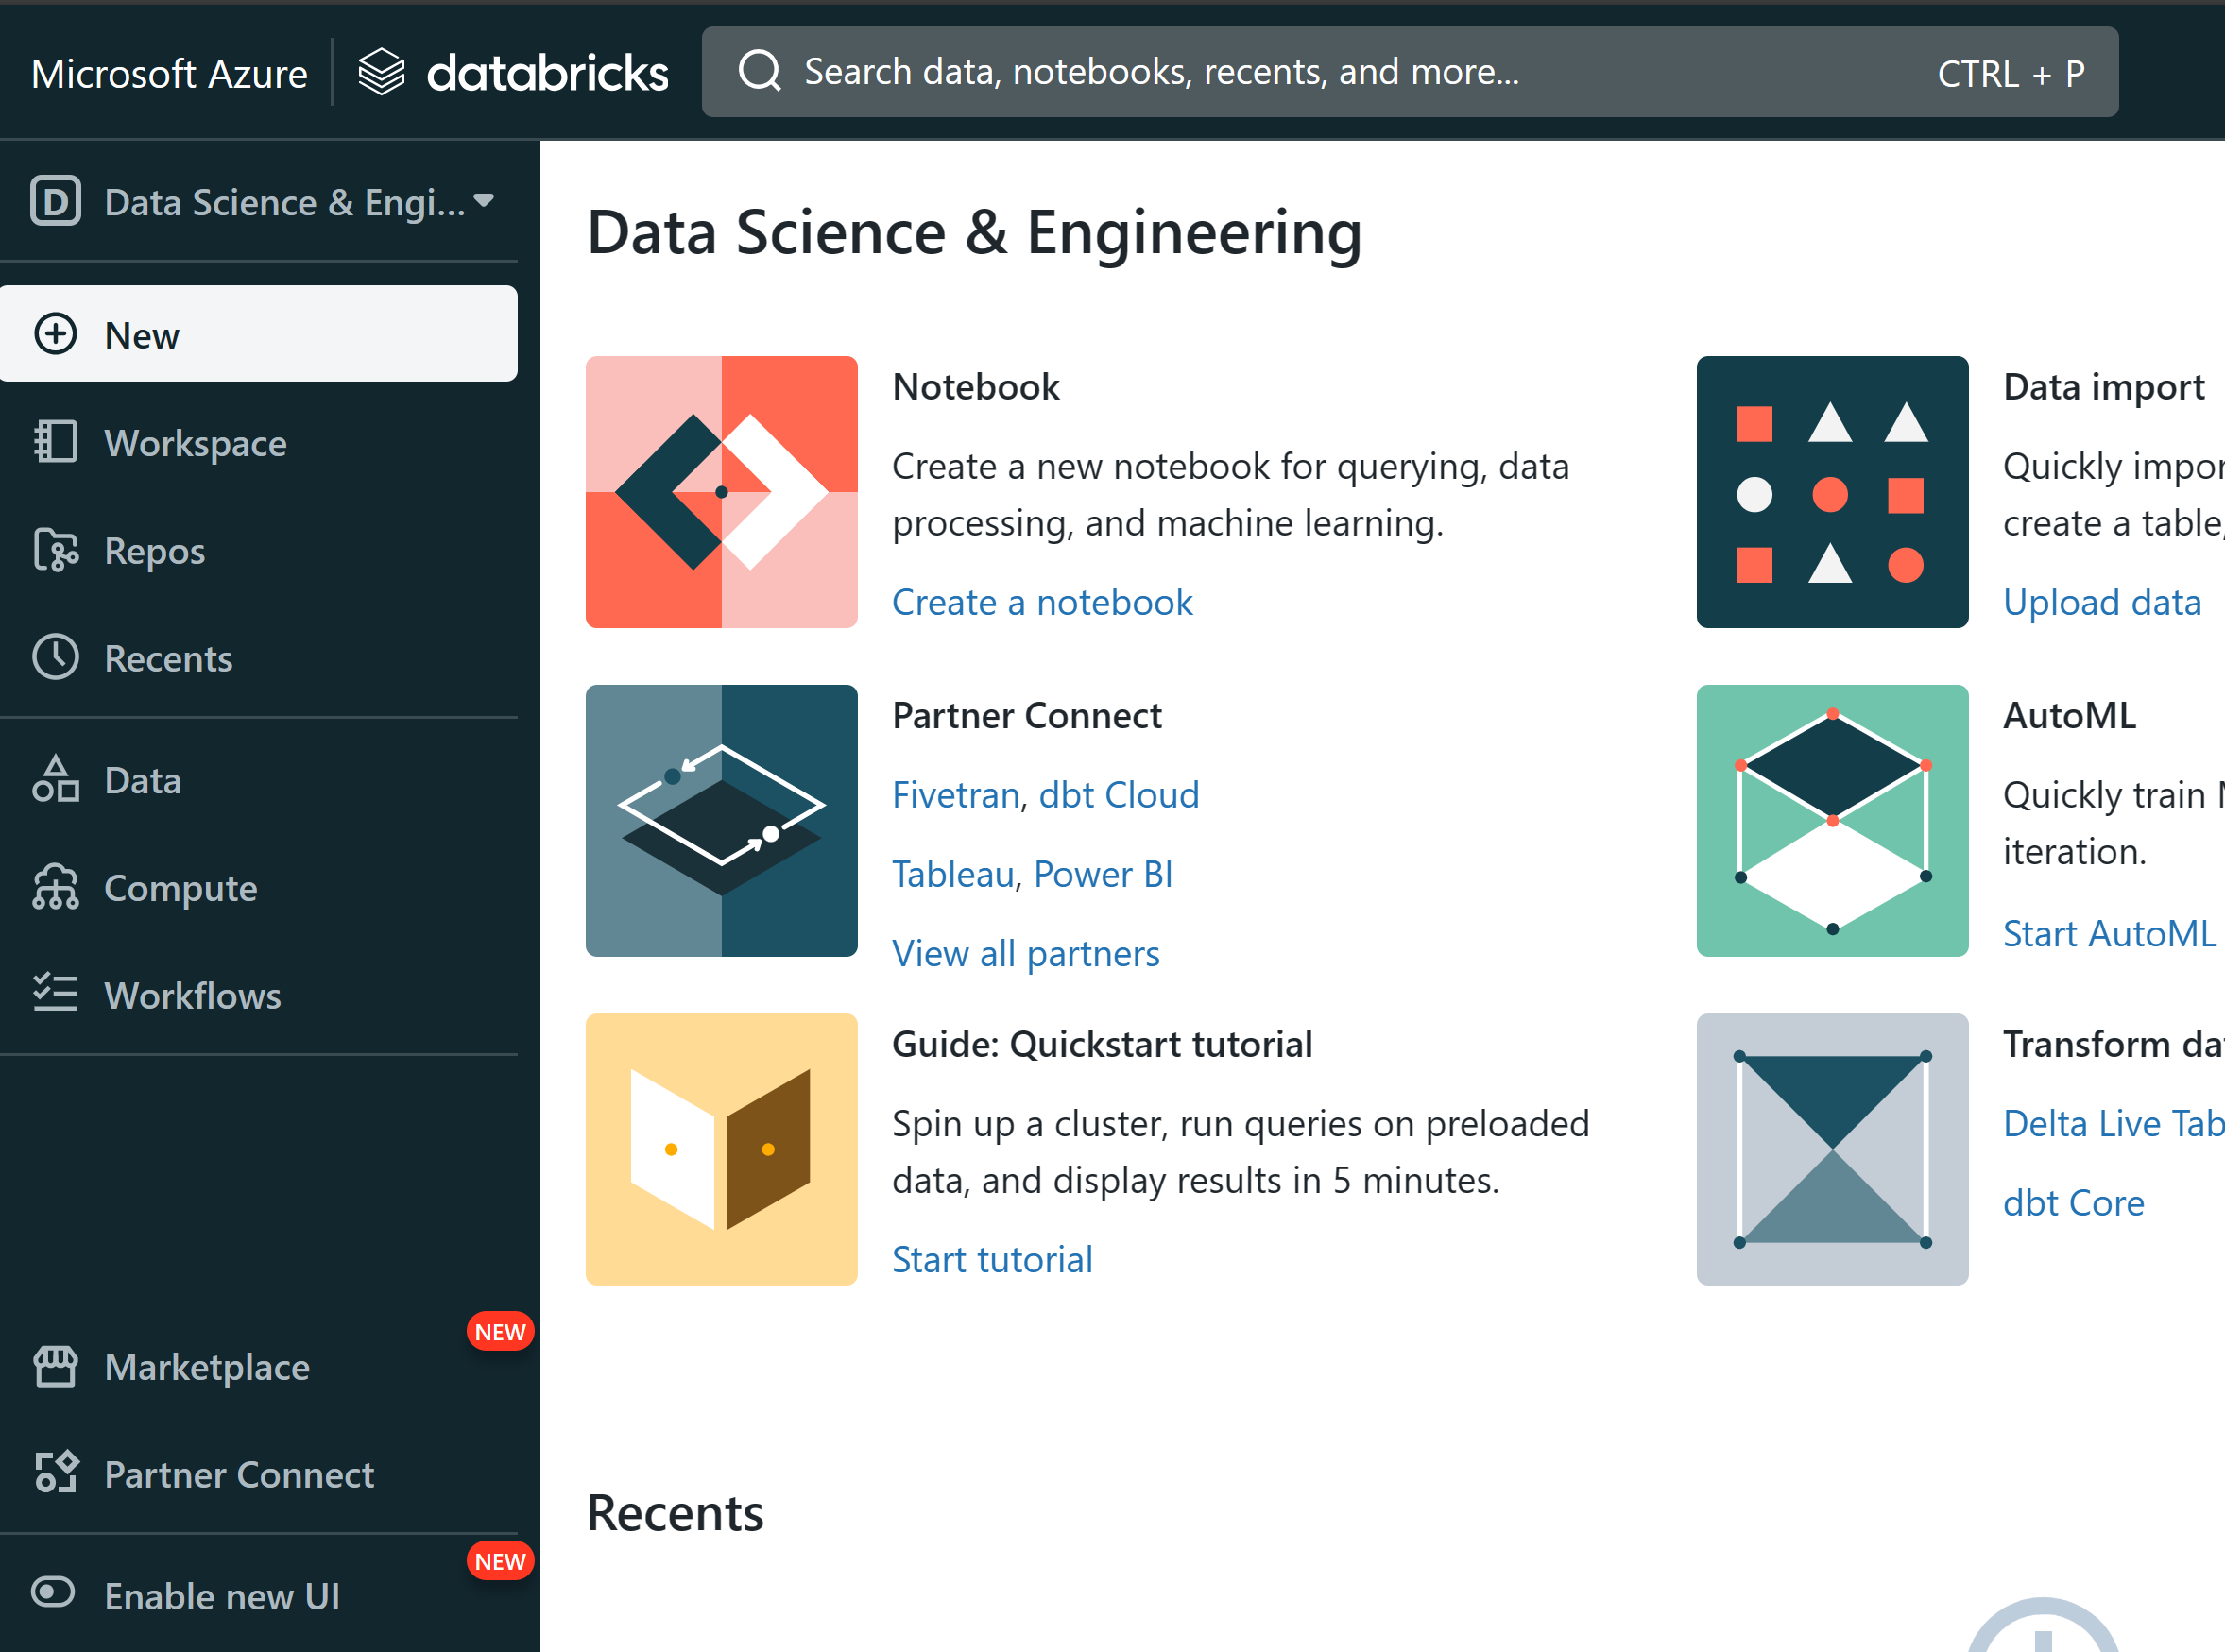 Microsoft Azure
databricks
Search data, notebooks, recents, and more...
CTRL + P
D
Data Science & Engi...
New
Workspace
Repos
Recents
Data
Compute
Workflows
NEW
Marketplace
Partner Connect
NEW
Enable new UI
Data Science & Engineering
Notebook
Create a new notebook for querying, data
processing, and machine learning.
Create a notebook
Data import
Quickly impor
create a table,
Upload data
Partner Connect
Fivetran, dbt Cloud
Tableau, Power BI
View all partners
AutoML
Quickly train
iteration.
Start AutoML
Guide: Quickstart tutorial
Spin up a cluster, run queries on preloaded
data, and display results in 5 minutes.
Start tutorial
Transform da
Delta Live Tab
dbt Core
Recents